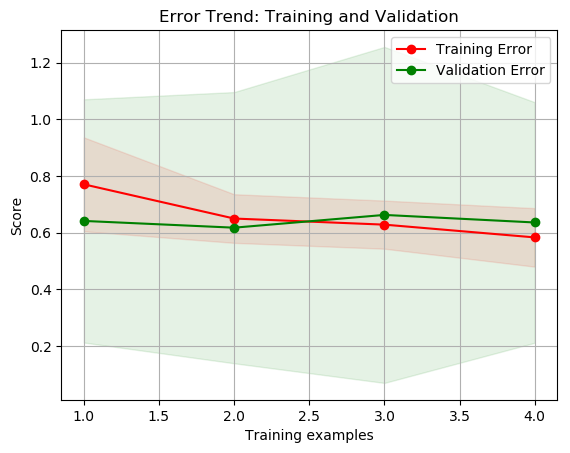 Error Trend: Training and Validation
Training Error
Validation Error
1.2
1.0
0.8
0.6
0.4
0.2
Score
1.0 1.5 2.0 2.5 3.0 3.5 4.0
Training examples